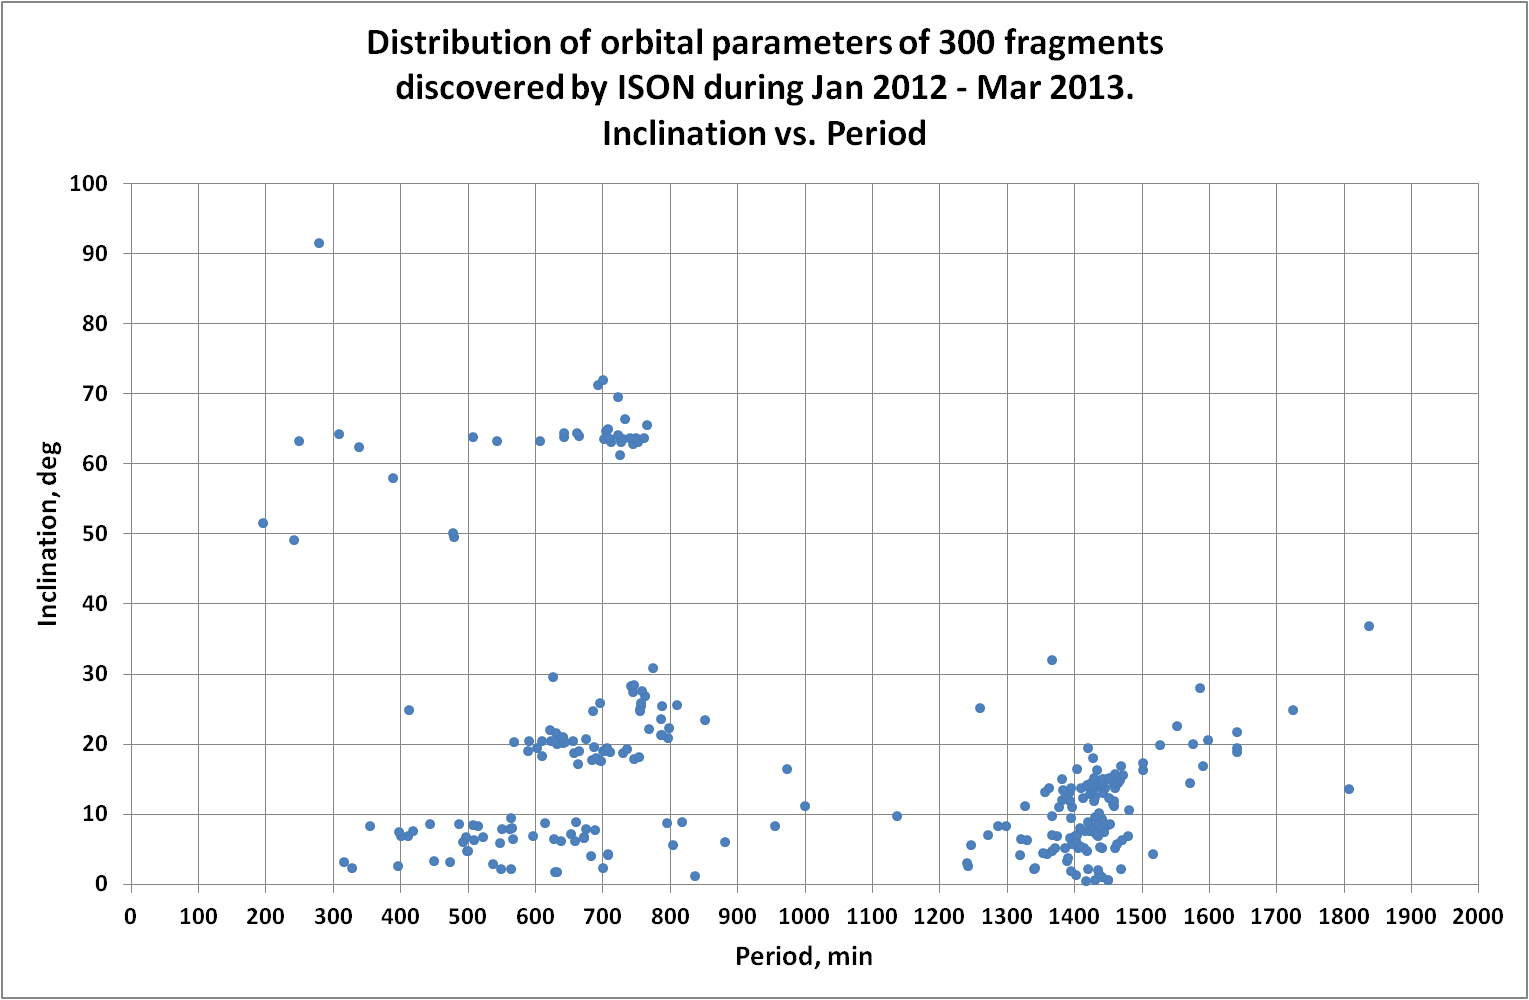 Distribution of orbital parameters of 300 fragments
discovered by ISON during Jan 2012 - Mar 2013.
Inclination vs. Period
100
90
80
70
60
50
40
30
20
10
0
Inclination, deg
0 100 200 300 400 500 600 700 800 900 1000 1100 1200 1300 1400 1500 1600 1700 1800 1900 2000
Period, min